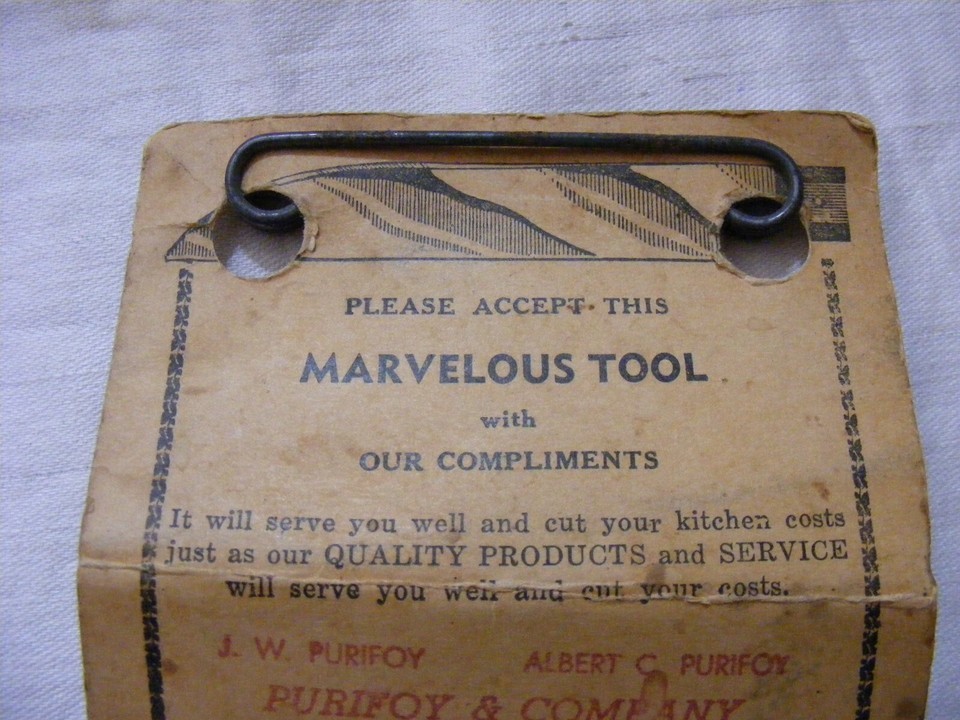 PLEASE ACCEPT THIS
MARVELOUS TOOL
with
OUR COMPLIMENTS
It will serve you well and cut your kitchen costs
just as our QUALITY PRODUCTS and SERVICE
will serve you well and cut your costs.
J. W. PURIFOY ALBERT C. PURIFOY
PURIFOY & COMPANY